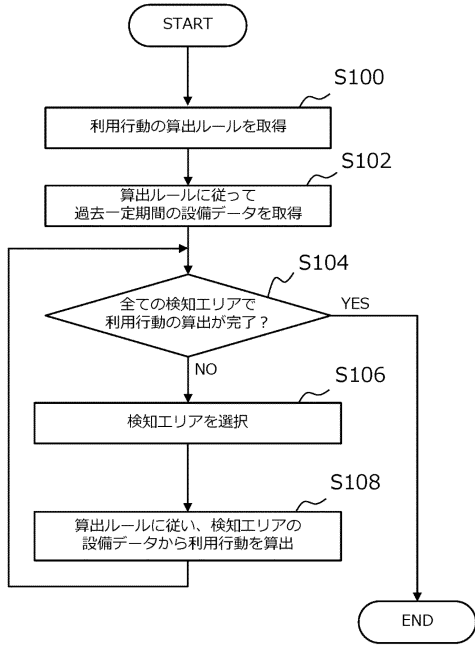 START
S100
利用行動の算出ルールを取得
S102
算出ルールに従って
過去一定期間の設備データを取得
S104
全ての検知エリアで
利用行動の算出が完了？
YES
NO
S106
検知エリアを選択
S108
算出ルールに従い、検知エリアの
設備データから利用行動を算出
END